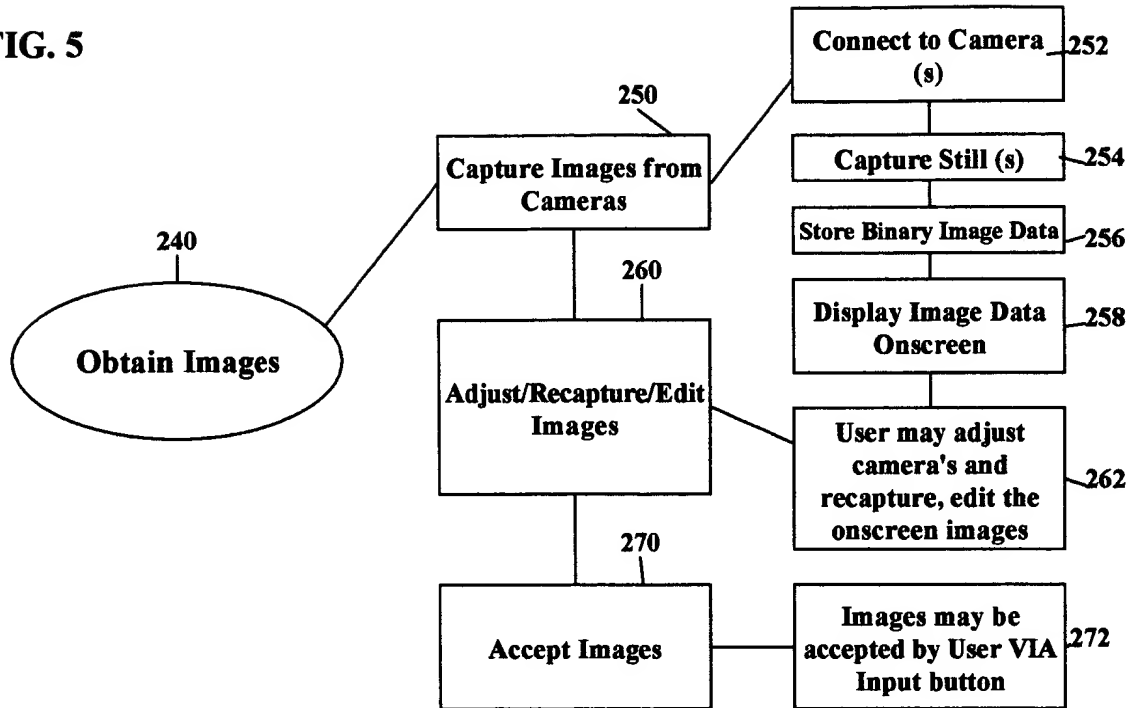 FIG. 5
240
Obtain Images
250
Capture Images from
Cameras
260
Adjust/Recapture/Edit
Images
270
Accept Images
Connect to Camera
(s)
252
Capture Still (s)
254
Store Binary Image Data
256
Display Image Data
Onscreen
258
User may adjust
camera's and
recapture, edit the
onscreen images
262
Images may be
accepted by User VIA
Input button
272